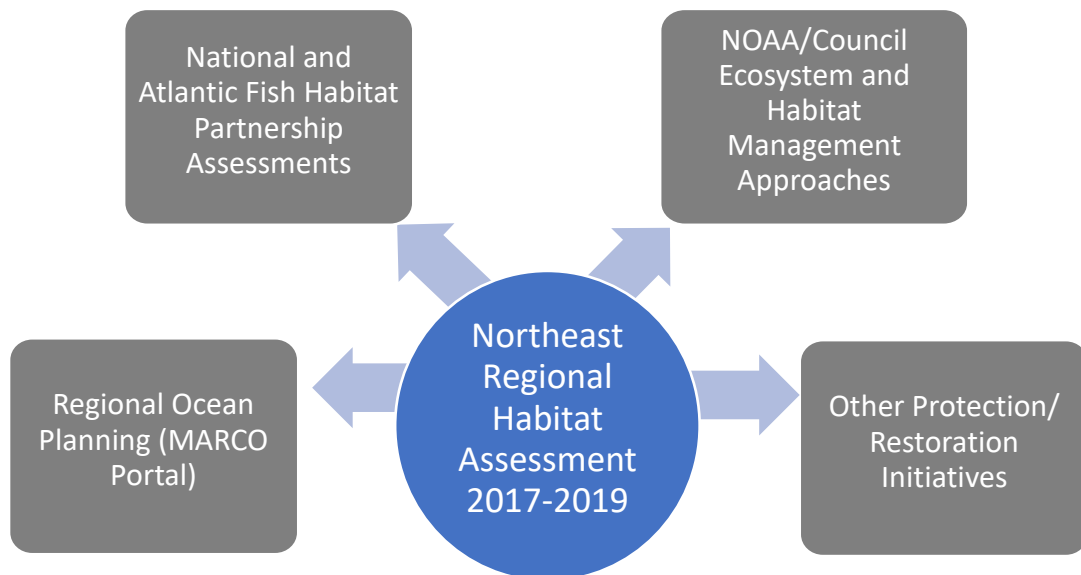 National and
Atlantic Fish Habitat
Partnership
Assessments
NOAA/Council
Ecosystem and
Habitat
Management
Approaches
Northeast
Regional
Habitat
Assessment
2017-2019
Regional Ocean
Planning (MARCO
Portal)
Other Protection/
Restoration
Initiatives